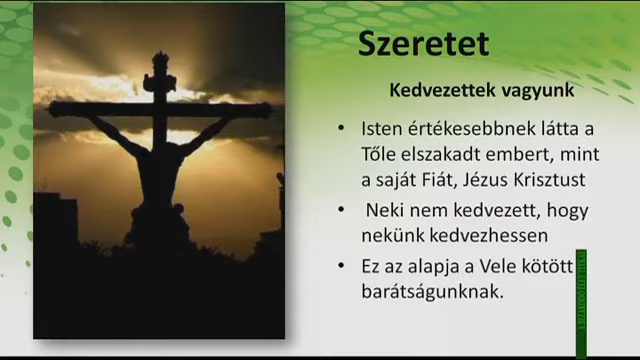 Szeretet
Kedvezettek vagyunk
• Isten értékesebbnek látta a
Tőle elszakadt embert, mint
a saját Fiát, Jézus Krisztust
• Neki nem kedvezett, hogy
nekünk kedvezhessen
• Ez az alapja a Vele kötött
barátságunknak.